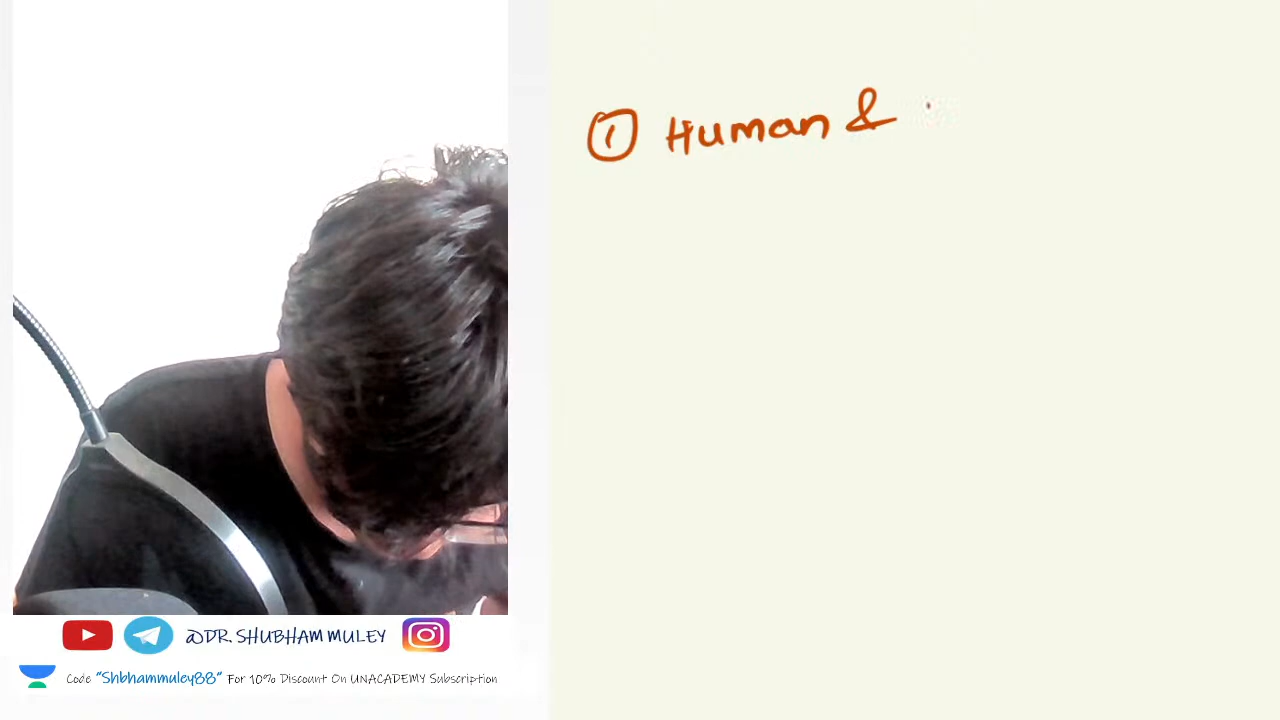 ① Human &
@DR. SHUBHAM MULEY
Code "Shbhammuley88" For 10% Discount On UNACADEMY Subscription